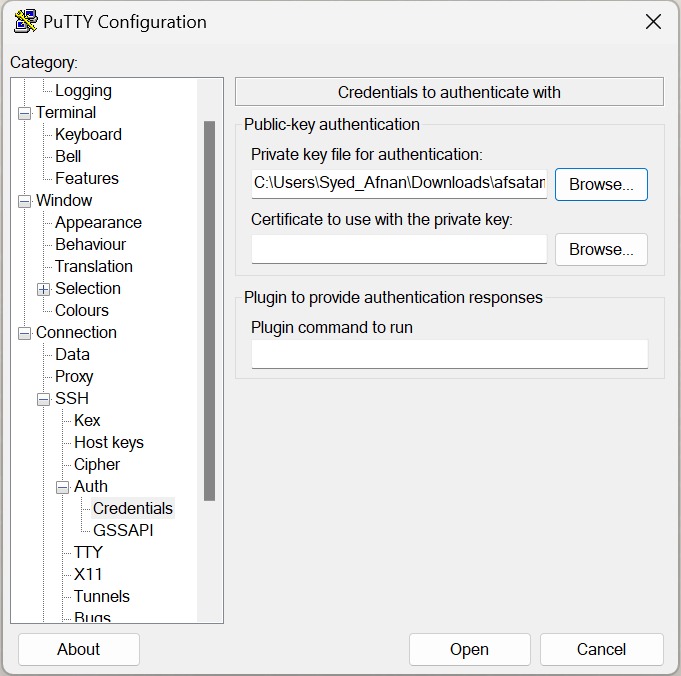 PuTTY Configuration
Category:
Logging
Terminal
Keyboard
Bell
Features
Window
Appearance
Behaviour
Translation
Selection
Colours
Connection
Data
Proxy
SSH
Kex
Host keys
Cipher
Auth
Credentials
GSSAPI
TTY
X11
Tunnels
Bugs
Credentials to authenticate with
Public-key authentication
Private key file for authentication:
C:\Users\Syed_Afnan\Downloads\afsatar
Browse...
Certificate to use with the private key:
Browse...
Plugin to provide authentication responses
Plugin command to run
About
Open
Cancel